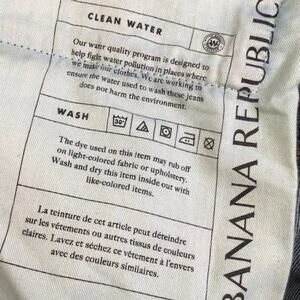 CLEAN WATER
Our water quality program is designed to
help fight water pollution in places where
we make our clothes. We are working to
ensure the water used to wash these jeans
does not harm the environment.
WASH
30°
The dye used on this item may rub off
on light-colored fabric or upholstery.
Wash and dry this item inside out with
like-colored items.
La teinture de cet article peut déteindre
sur les vêtements ou autres tissus de couleurs
claires. Lavez et séchez ce vêtement à l'envers
avec des couleurs similaires.
BANANA REPUBLIC